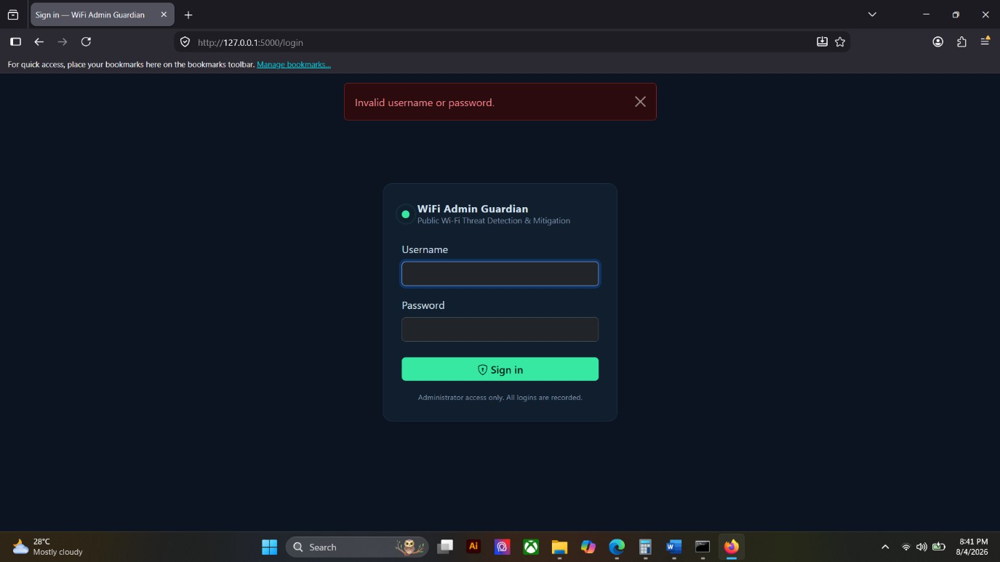 Sign in — WiFi Admin Guardian
http://127.0.0.1:5000/login
For quick access, place your bookmarks here on the bookmarks toolbar. Manage bookmarks...
Invalid username or password.
WiFi Admin Guardian
Public Wi-Fi Threat Detection & Mitigation
Username
Password
Sign in
Administrator access only. All logins are recorded.
28°C
Mostly cloudy
Search
Ai
W
8:41 PM
8/4/2026